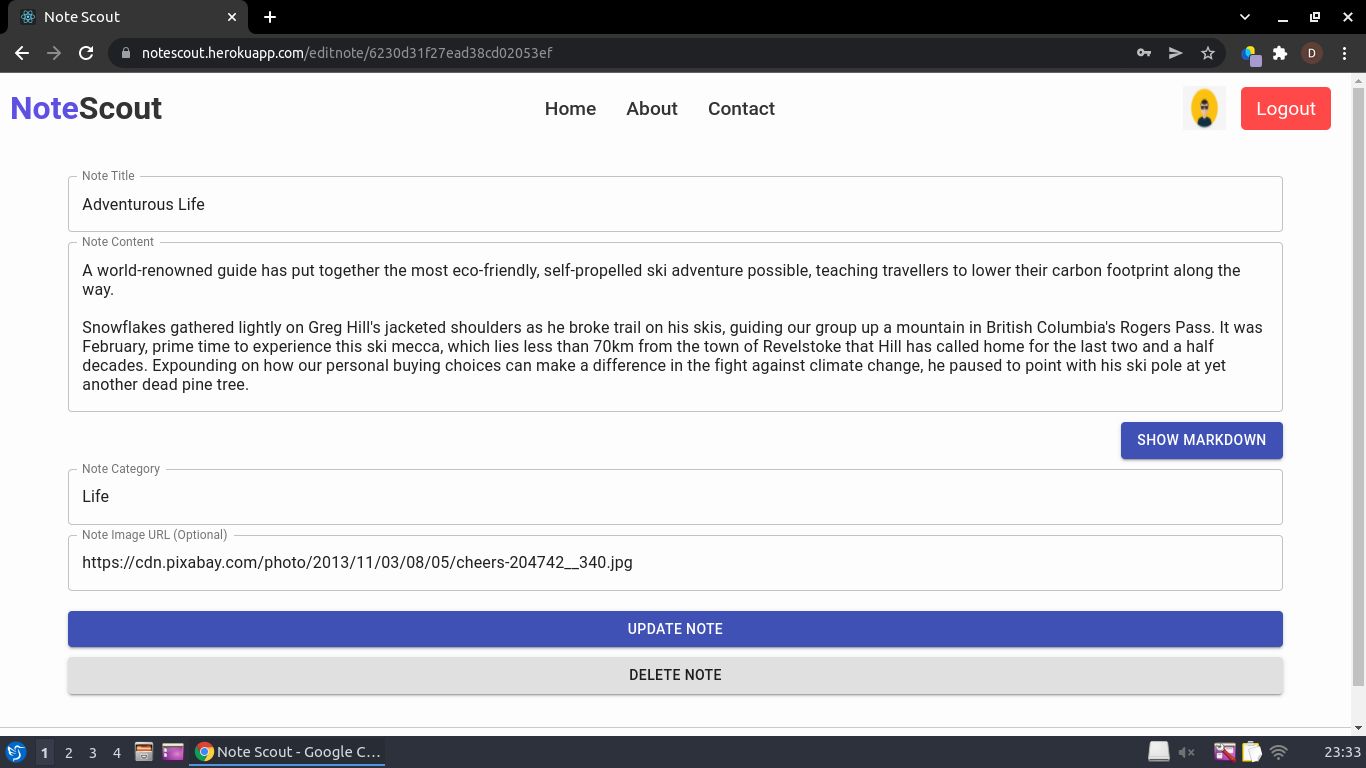 Note Scout
notescout.herokuapp.com/editnote/6230d31f27ead38cd02053ef
D
NoteScout
Home
About
Contact
Logout
Note Title
Adventurous Life
Note Content
A world-renowned guide has put together the most eco-friendly, self-propelled ski adventure possible, teaching travellers to lower their carbon footprint along the
way.
Snowflakes gathered lightly on Greg Hill's jacketed shoulders as he broke trail on his skis, guiding our group up a mountain in British Columbia's Rogers Pass. It was
February, prime time to experience this ski mecca, which lies less than 70km from the town of Revelstoke that Hill has called home for the last two and a half
decades. Expounding on how our personal buying choices can make a difference in the fight against climate change, he paused to point with his ski pole at yet
another dead pine tree.
SHOW MARKDOWN
Note Category
Life
Note Image URL (Optional)
https://cdn.pixabay.com/photo/2013/11/03/08/05/cheers-204742__340.jpg
UPDATE NOTE
DELETE NOTE
1 2 3 4
Note Scout - Google C...
23:33